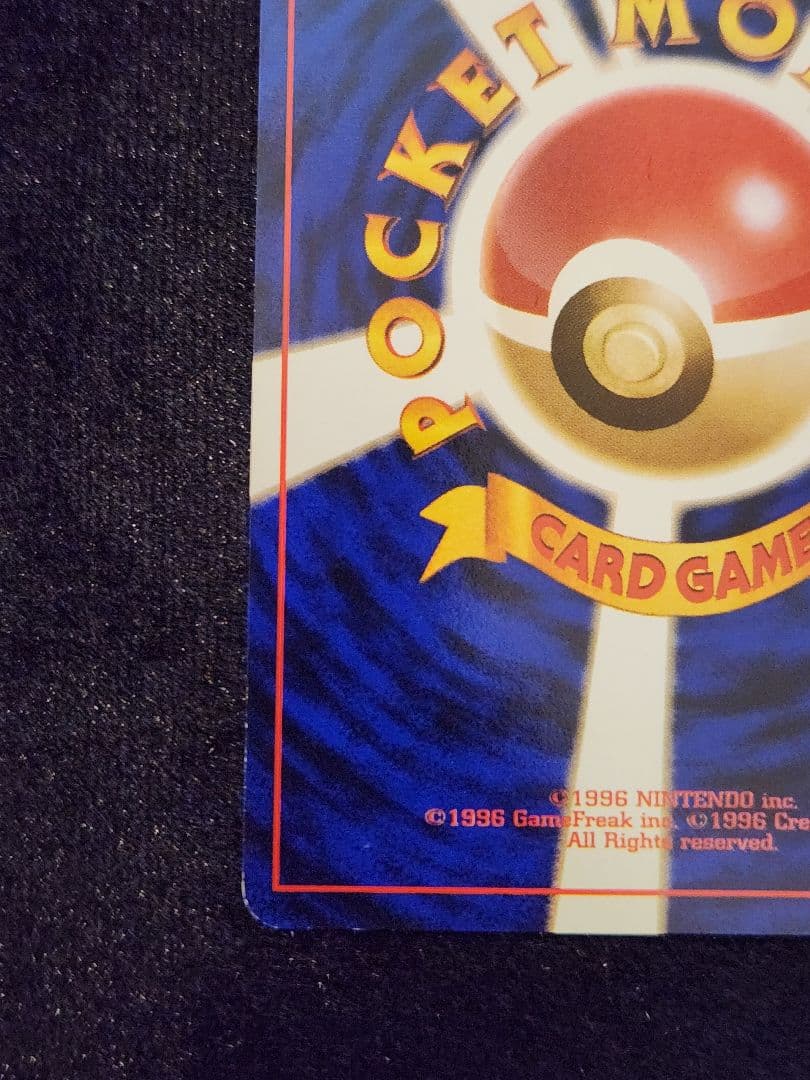 POCKET MO
CARD GAME
©1996 NINTENDO inc.
©1996 GameFreak inc. ©1996 Cre
All Rights reserved.